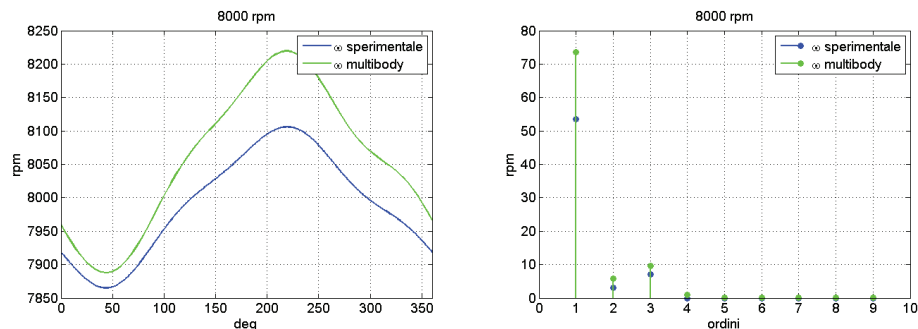 8000 rpm
8250
8200
8150
8100
8050
8000
7950
7900
7850
rpm
0 50 100 150 200 250 300 350
deg
ω sperimentale
ω multibody
8000 rpm
80
70
60
50
40
30
20
10
0
rpm
0 1 2 3 4 5 6 7 8 9 10
ordini
ω sperimentale
ω multibody